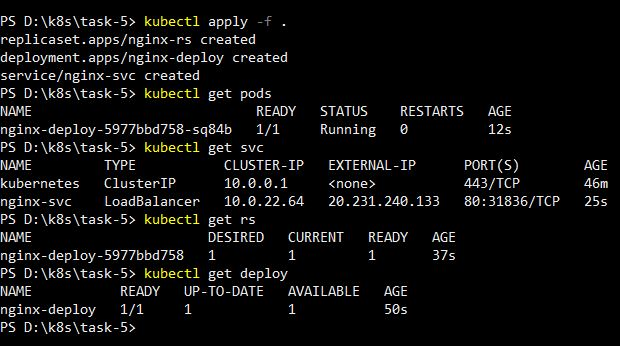 PS D:\k8s\task-5> kubectl apply -f .
replicaset.apps/nginx-rs created
deployment.apps/nginx-deploy created
service/nginx-svc created
PS D:\k8s\task-5> kubectl get pods
NAME                            READY   STATUS    RESTARTS   AGE
nginx-deploy-5977bbd758-sq84b   1/1     Running   0          12s
PS D:\k8s\task-5> kubectl get svc
NAME         TYPE           CLUSTER-IP   EXTERNAL-IP      PORT(S)        AGE
kubernetes   ClusterIP      10.0.0.1     <none>           443/TCP        46m
nginx-svc    LoadBalancer   10.0.22.64   20.231.240.133   80:31836/TCP   25s
PS D:\k8s\task-5> kubectl get rs
NAME                      DESIRED   CURRENT   READY   AGE
nginx-deploy-5977bbd758   1         1         1       37s
PS D:\k8s\task-5> kubectl get deploy
NAME           READY   UP-TO-DATE   AVAILABLE   AGE
nginx-deploy   1/1     1            1           50s
PS D:\k8s\task-5>